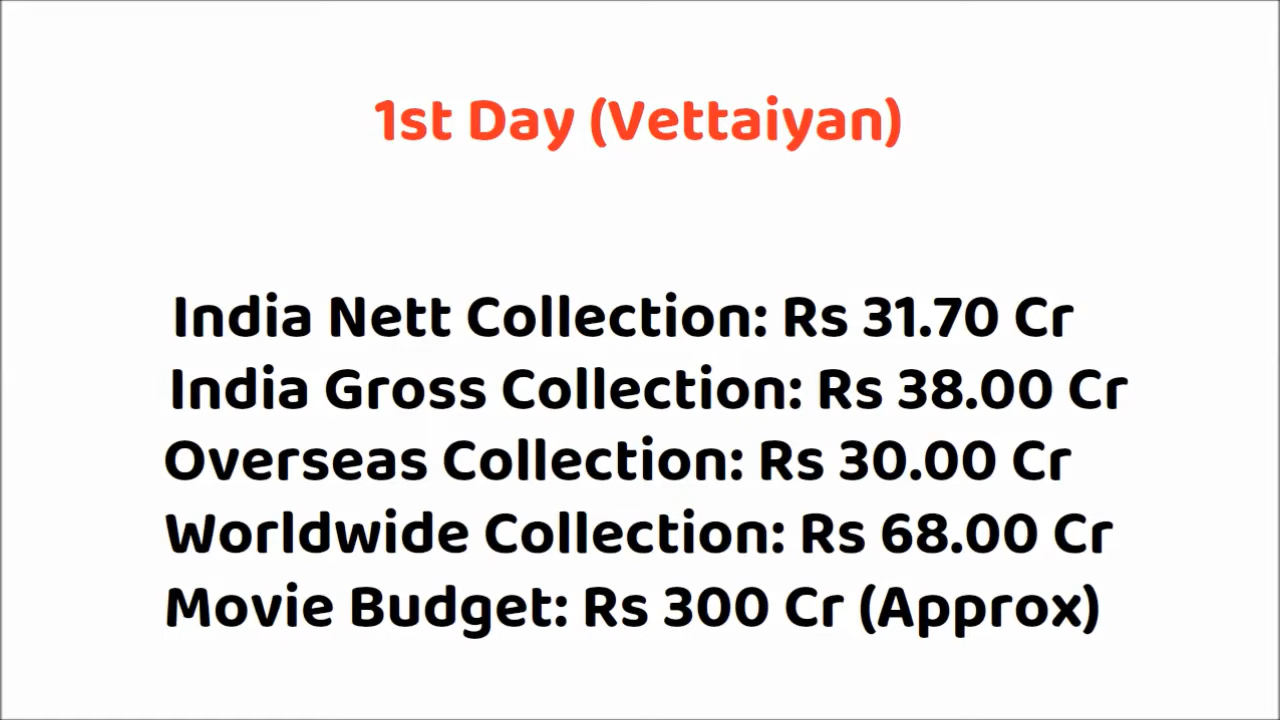 1st Day (Vettaiyan)
India Nett Collection: Rs 31.70 Cr
India Gross Collection: Rs 38.00 Cr
Overseas Collection: Rs 30.00 Cr
Worldwide Collection: Rs 68.00 Cr
Movie Budget: Rs 300 Cr (Approx)